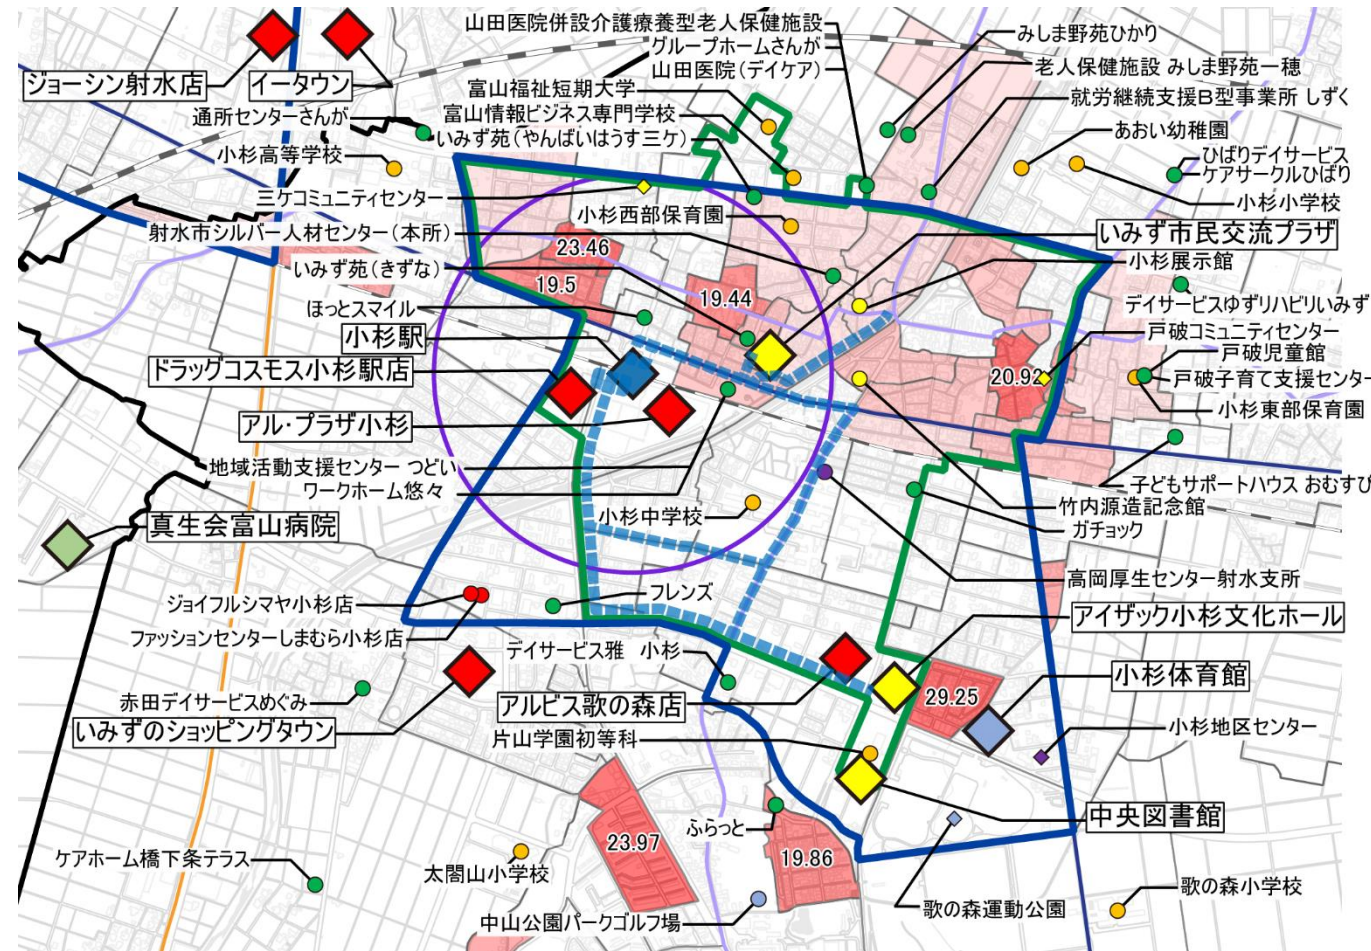 山田医院併設介護療養型老人保健施設
グループホームさんが
山田医院(デイケア)
みしま野苑ひかり
老人保健施設 みしま野苑一穂
就労継続支援B型事業所 しずく
ジョーシン射水店
イータウン
富山福祉短期大学
富山情報ビジネス専門学校
いみず苑(やんばいはうす三ケ)
通所センターさんが
あおい幼稚園
ひばりデイサービス
ケアサークルひばり
小杉高等学校
小杉小学校
三ケコミュニティセンター
小杉西部保育園
射水市シルバー人材センター(本所)
いみず市民交流プラザ
23.46
小杉展示館
いみず苑(きずな)
19.5
19.44
デイサービスゆずリハビリいみず
ほっとスマイル
戸破コミュニティセンター
小杉駅
戸破児童館
ドラッグコスモス小杉駅店
20.92
戸破子育て支援センター
小杉東部保育園
アル・プラザ小杉
地域活動支援センター つどい
ワークホーム悠々
子どもサポートハウス おむすび
竹内源造記念館
小杉中学校
ガチョック
真生会富山病院
高岡厚生センター射水支所
ジョイフルシマヤ小杉店
フレンズ
アイザック小杉文化ホール
ファッションセンターしまむら小杉店
デイサービス雅 小杉
小杉体育館
赤田デイサービスめぐみ
29.25
アルビス歌の森店
いみずのショッピングタウン
小杉地区センター
片山学園初等科
中央図書館
ふらっと
23.97
19.86
ケアホーム橋下条テラス
太閤山小学校
歌の森小学校
中山公園パークゴルフ場
歌の森運動公園